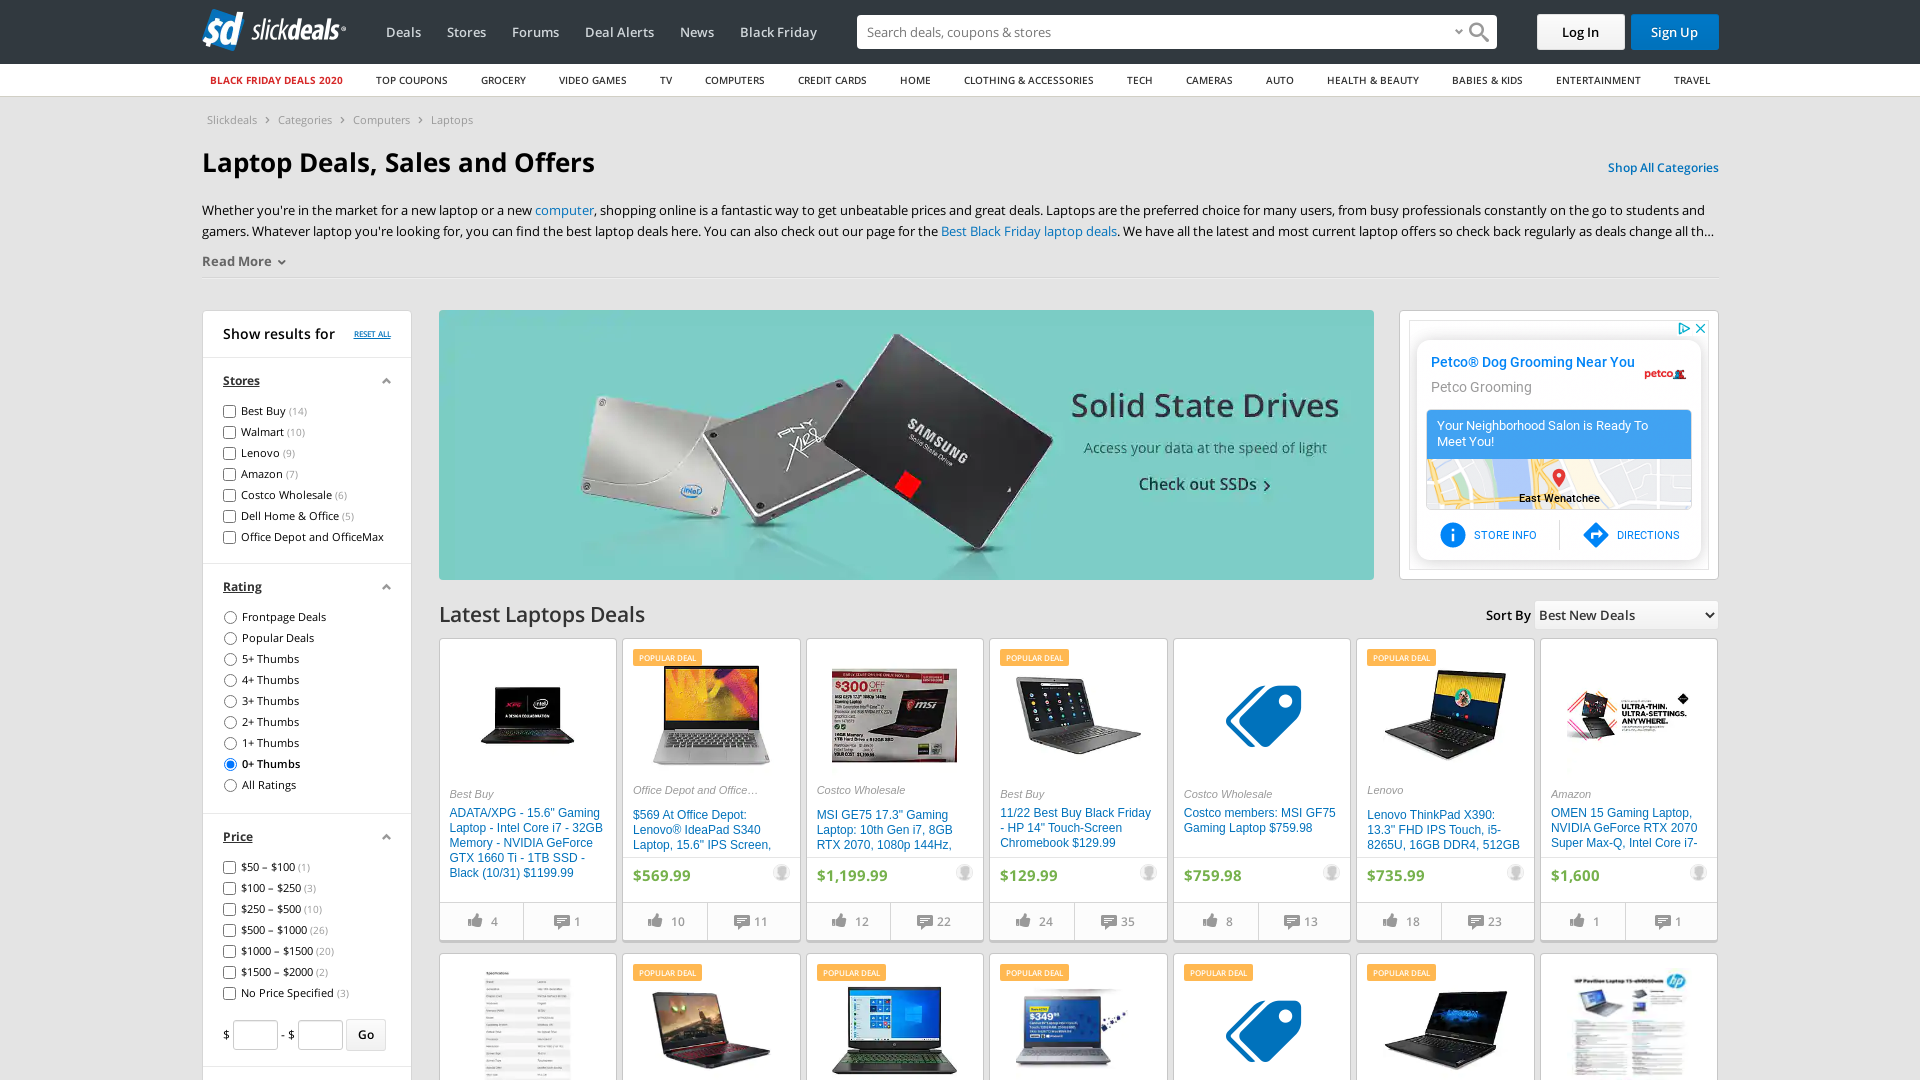 sd slickdeals
Deals
Stores
Forums
Deal Alerts
News
Black Friday
Search deals, coupons & stores
Log In
Sign Up
BLACK FRIDAY DEALS 2020
TOP COUPONS
GROCERY
VIDEO GAMES
TV
COMPUTERS
CREDIT CARDS
HOME
CLOTHING & ACCESSORIES
TECH
CAMERAS
AUTO
HEALTH & BEAUTY
BABIES & KIDS
ENTERTAINMENT
TRAVEL
Slickdeals > Categories > Computers > Laptops
Laptop Deals, Sales and Offers
Shop All Categories
Whether you're in the market for a new laptop or a new computer, shopping online is a fantastic way to get unbeatable prices and great deals. Laptops are the preferred choice for many users, from busy professionals constantly on the go to students and
gamers. Whatever laptop you're looking for, you can find the best laptop deals here. You can also check out our page for the Best Black Friday laptop deals. We have all the latest and most current laptop offers so check back regularly as deals change all th...
Read More
Show results for
RESET ALL
Stores
Best Buy (14)
Walmart (10)
Lenovo (9)
Amazon (7)
Costco Wholesale (6)
Dell Home & Office (5)
Office Depot and OfficeMax
Rating
Frontpage Deals
Popular Deals
5+ Thumbs
4+ Thumbs
3+ Thumbs
2+ Thumbs
1+ Thumbs
0+ Thumbs
All Ratings
Price
$50 – $100 (1)
$100 – $250 (3)
$250 – $500 (10)
$500 – $1000 (26)
$1000 – $1500 (20)
$1500 – $2000 (2)
No Price Specified (3)
$ - $ Go
intel
PNY
XLR8
SAMSUNG
Solid State Drive
Solid State Drives
Access your data at the speed of light
Check out SSDs >
Petco® Dog Grooming Near You
Petco Grooming
petco
Your Neighborhood Salon is Ready To
Meet You!
East Wenatchee
STORE INFO
DIRECTIONS
Latest Laptops Deals
Sort By Best New Deals
XPG
intel
Best Buy
ADATA/XPG - 15.6" Gaming
Laptop - Intel Core i7 - 32GB
Memory - NVIDIA GeForce
GTX 1660 Ti - 1TB SSD -
Black (10/31) $1199.99
4
1
POPULAR DEAL
Office Depot and Office...
$569 At Office Depot:
Lenovo® IdeaPad S340
Laptop, 15.6" IPS Screen,
$569.99
10
11
$300 OFF
msi
Costco Wholesale
MSI GE75 17.3" Gaming
Laptop: 10th Gen i7, 8GB
RTX 2070, 1080p 144Hz,
$1,199.99
12
22
POPULAR DEAL
Best Buy
11/22 Best Buy Black Friday
- HP 14" Touch-Screen
Chromebook $129.99
$129.99
24
35
Costco Wholesale
Costco members: MSI GF75
Gaming Laptop $759.98
$759.98
8
13
POPULAR DEAL
Lenovo
Lenovo ThinkPad X390:
13.3" FHD IPS Touch, i5-
8265U, 16GB DDR4, 512GB
$735.99
18
23
ULTRA-THIN.
ULTRA-SETTINGS.
ANYWHERE.
Amazon
OMEN 15 Gaming Laptop,
NVIDIA GeForce RTX 2070
Super Max-Q, Intel Core i7-
$1,600
1
1
Specifications
POPULAR DEAL
POPULAR DEAL
POPULAR DEAL
$349
POPULAR DEAL
POPULAR DEAL
hp